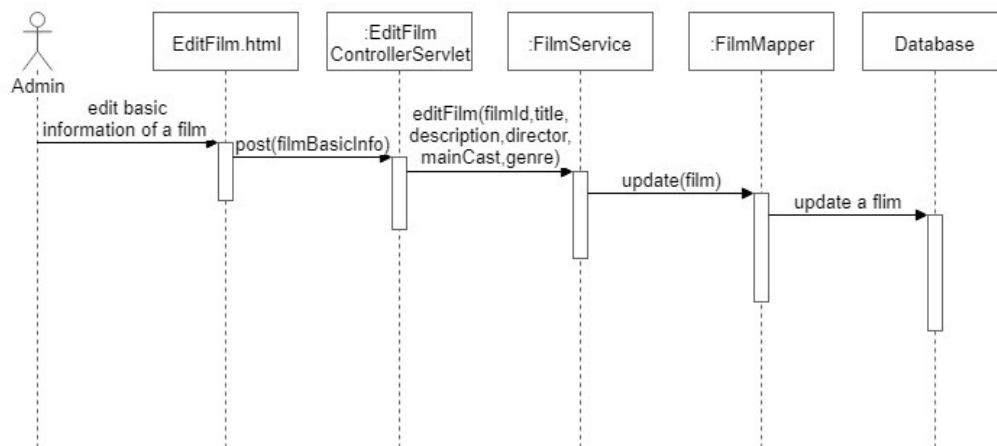 EditFilm.html
:EditFilm
ControllerServlet
:FilmService
:FilmMapper
Database
Admin
edit basic
information of a film
post(filmBasicInfo)
editFilm(filmId,title,
description,director,
mainCast,genre)
update(film)
update a flim